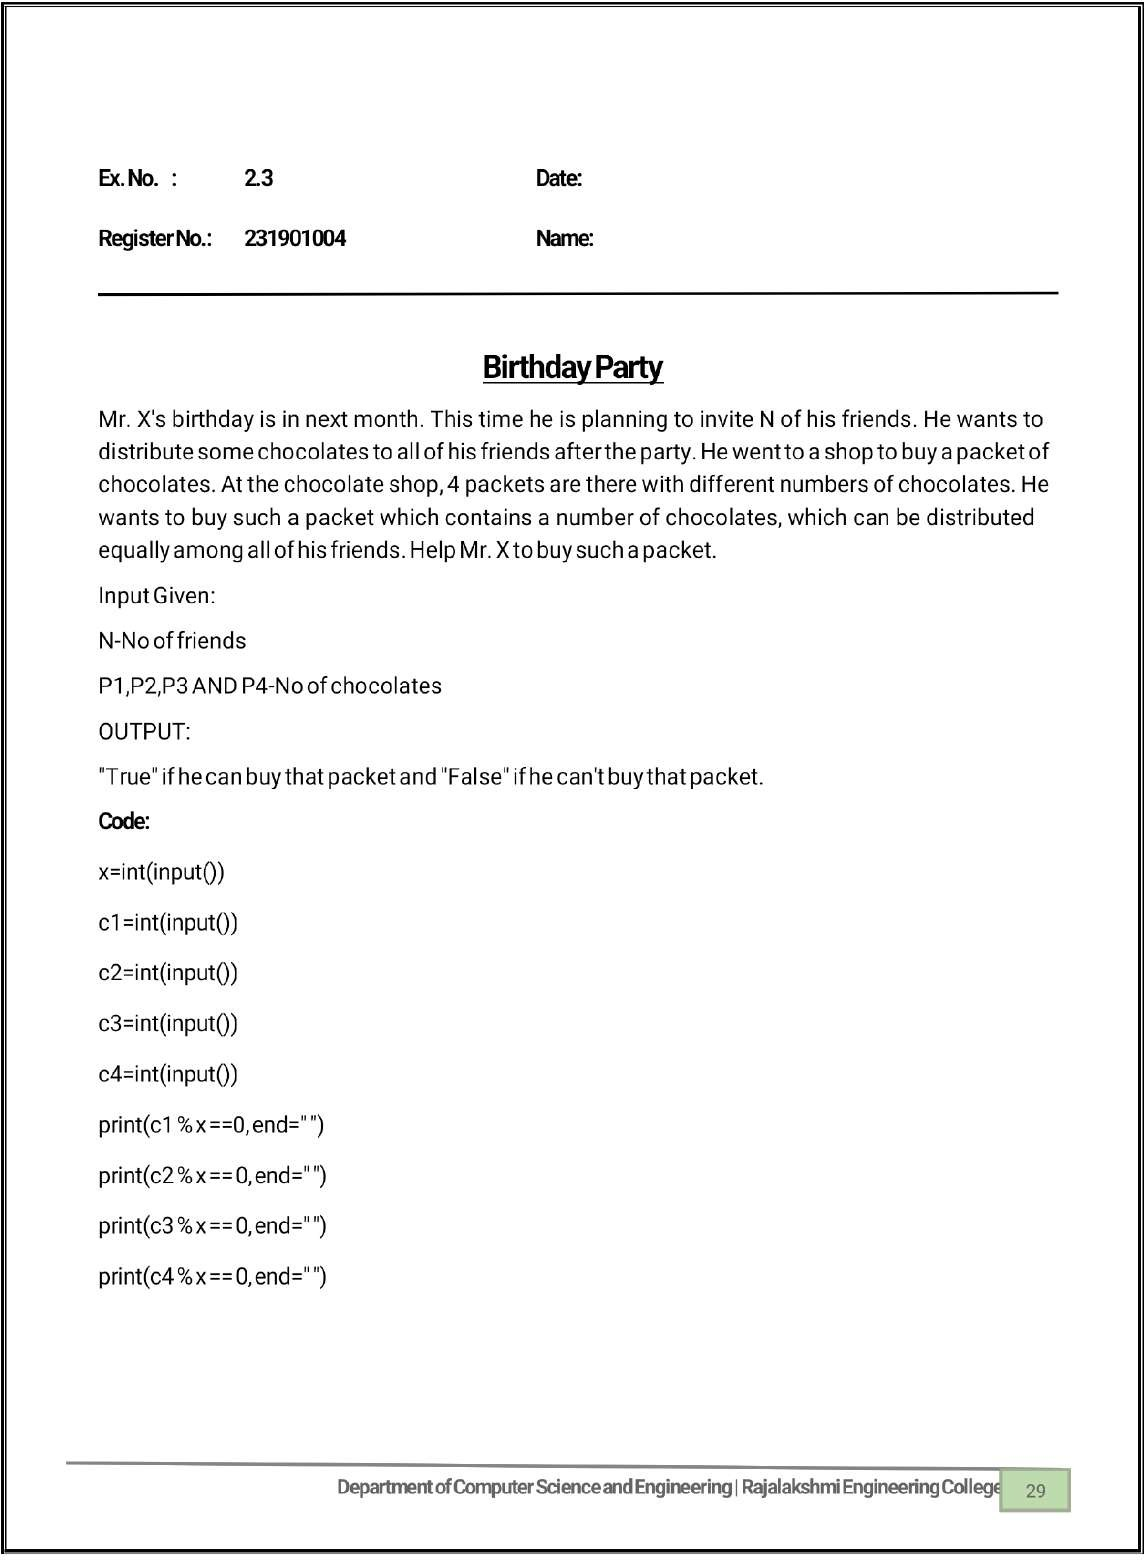 Ex. No. : 2.3 Date:
Register No.: 231901004 Name:
Birthday Party
Mr. X's birthday is in next month. This time he is planning to invite N of his friends. He wants to
distribute some chocolates to all of his friends after the party. He went to a shop to buy a packet of
chocolates. At the chocolate shop, 4 packets are there with different numbers of chocolates. He
wants to buy such a packet which contains a number of chocolates, which can be distributed
equally among all of his friends. Help Mr. X to buy such a packet.
Input Given:
N-No of friends
P1,P2,P3 AND P4-No of chocolates
OUTPUT:
"True" if he can buy that packet and "False" if he can't buy that packet.
Code:
x=int(input())
c1=int(input())
c2=int(input())
c3=int(input())
c4=int(input())
print(c1 % x ==0, end=" ")
print(c2 % x == 0, end=" ")
print(c3 % x == 0, end=" ")
print(c4 % x == 0, end=" ")
Department of Computer Science and Engineering | Rajalakshmi Engineering College 29